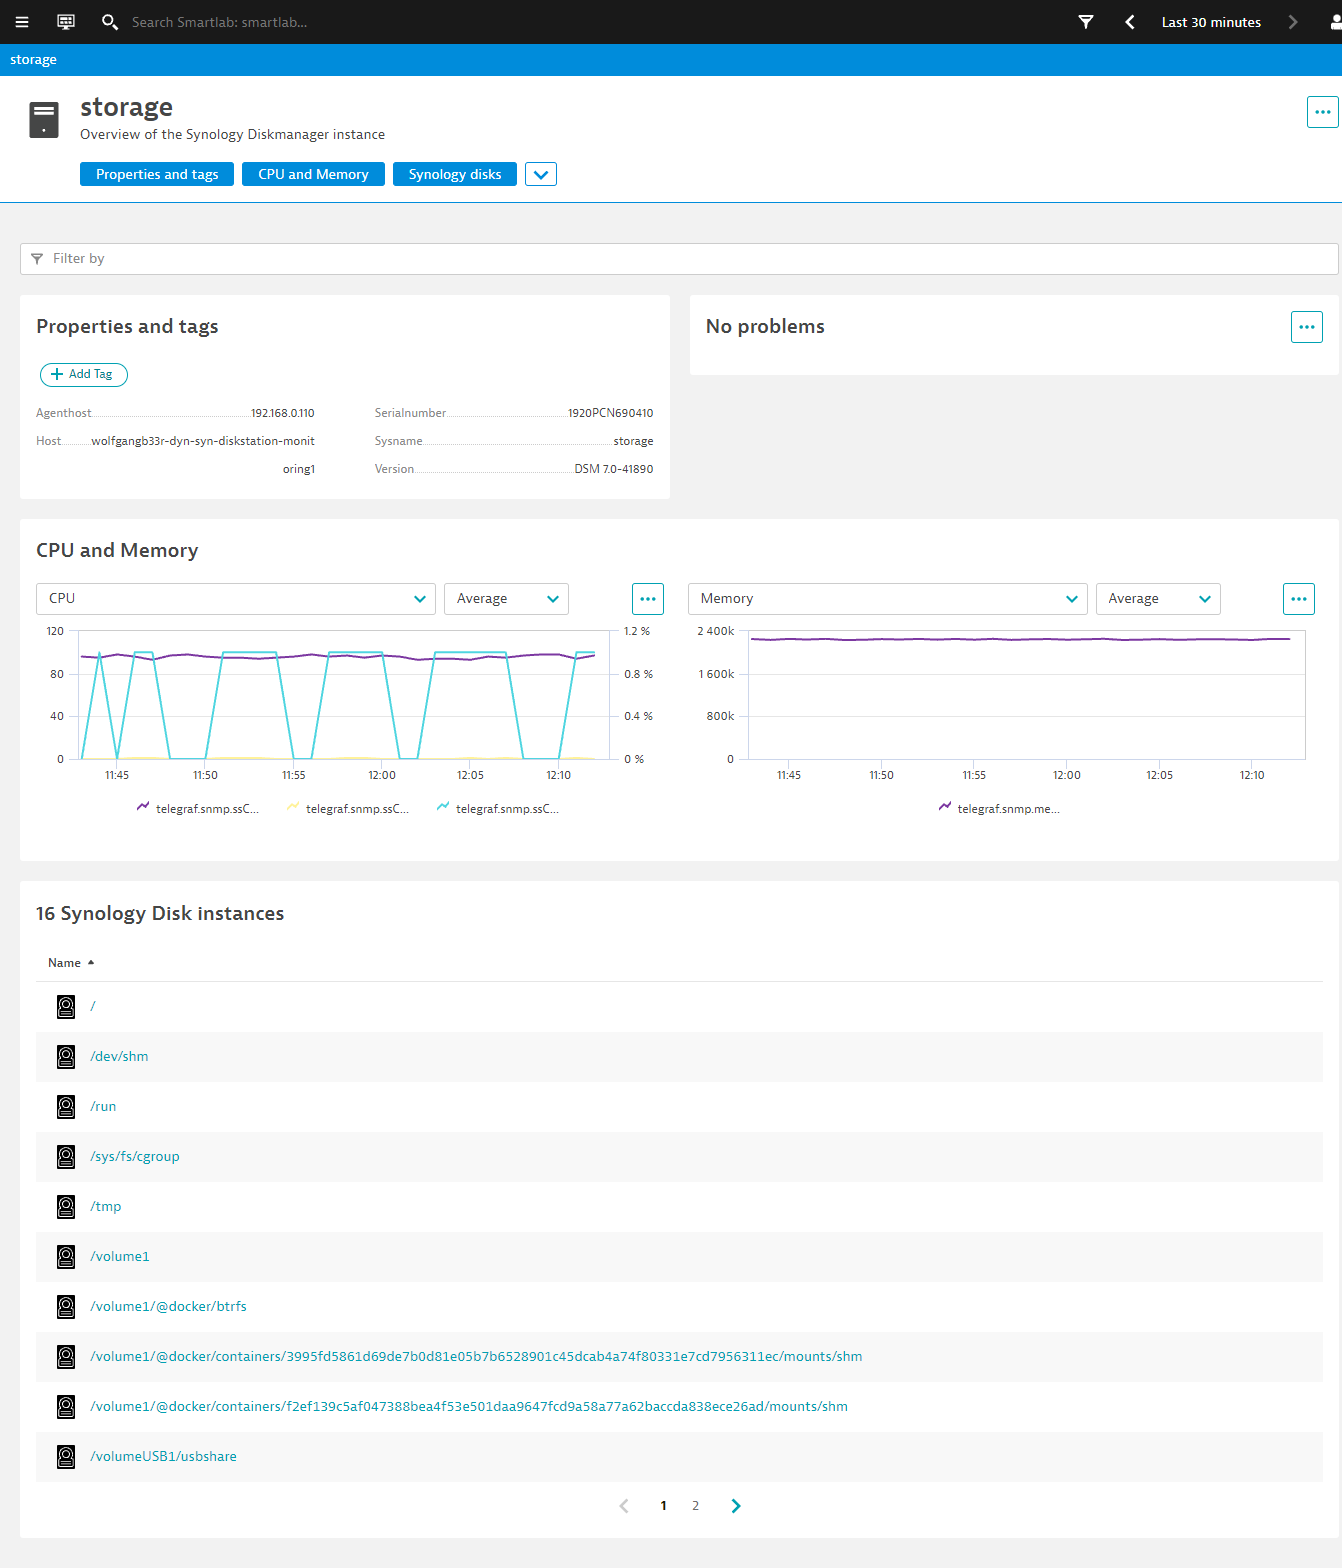 Search Smartlab: smartlab...
Last 30 minutes
storage
storage
Overview of the Synology Diskmanager instance
Properties and tags
CPU and Memory
Synology disks
Filter by
Properties and tags
Add Tag
Agenthost 192.168.0.110
Host wolfgangb33r-dyn-syn-diskstation-monit
oring1
Serialnumber 1920PCN690410
Sysname storage
Version DSM 7.0-41890
No problems
CPU and Memory
CPU
Average
120
80
40
0
1.2 %
0.8 %
0.4 %
0 %
11:45 11:50 11:55 12:00 12:05 12:10
telegraf.snmp.ssC... telegraf.snmp.ssC... telegraf.snmp.ssC...
Memory
Average
2 400k
1 600k
800k
0
11:45 11:50 11:55 12:00 12:05 12:10
telegraf.snmp.me...
16 Synology Disk instances
Name
/
/dev/shm
/run
/sys/fs/cgroup
/tmp
/volume1
/volume1/@docker/btrfs
/volume1/@docker/containers/3995fd5861d69de7b0d81e05b7b6528901c45dcab4a74f80331e7cd7956311ec/mounts/shm
/volume1/@docker/containers/f2ef139c5af047388bea4f53e501daa9647fcd9a58a77a62baccda838ece26ad/mounts/shm
/volumeUSB1/usbshare
1 2